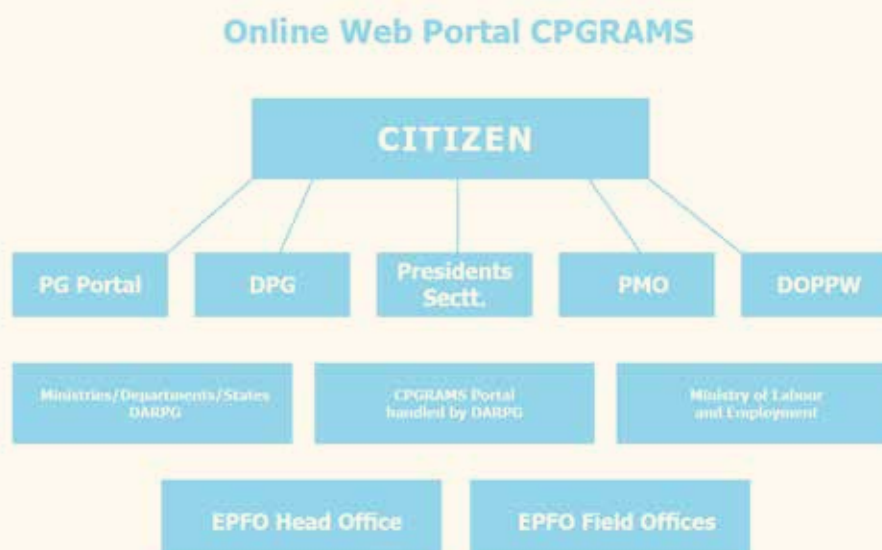 Online Web Portal CPGRAMS
CITIZEN
PG Portal
DPG
Presidents
Sectt.
PMO
DOPPW
Ministries/Departments/States
DARPG
CPGRAMS Portal
handled by DARPG
Ministry of Labour
and Employment
EPFO Head Office
EPFO Field Offices